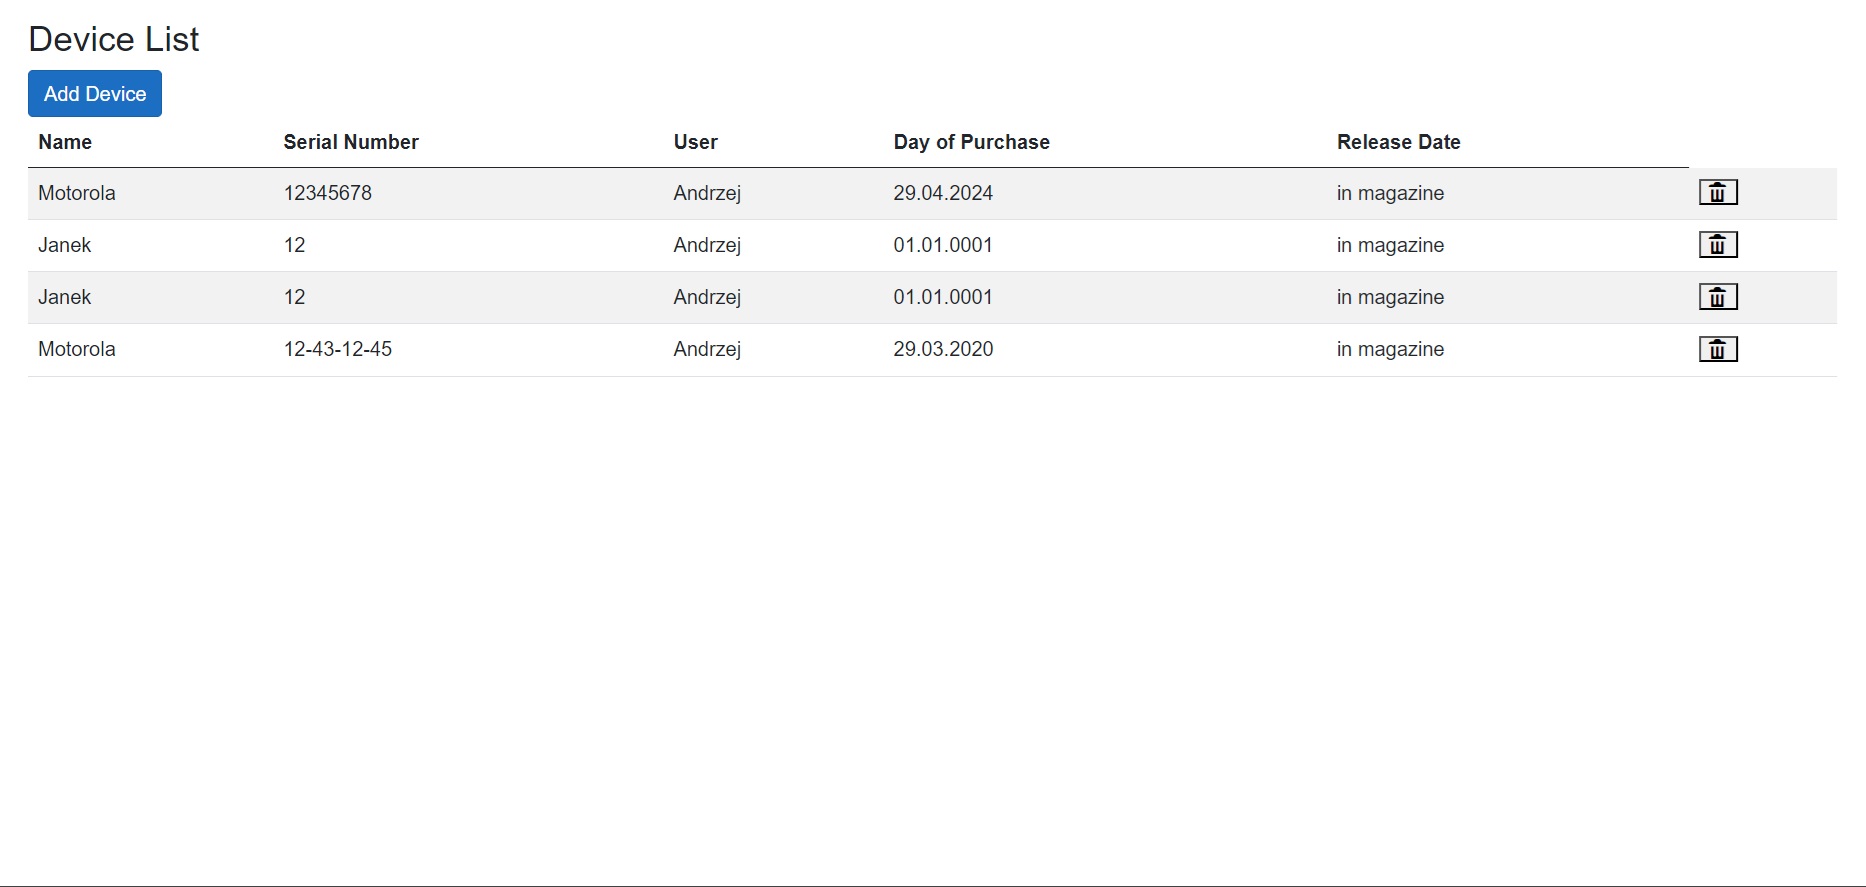 Device List
Add Device
Name Serial Number User Day of Purchase Release Date
Motorola 12345678 Andrzej 29.04.2024 in magazine
Janek 12 Andrzej 01.01.0001 in magazine
Janek 12 Andrzej 01.01.0001 in magazine
Motorola 12-43-12-45 Andrzej 29.03.2020 in magazine